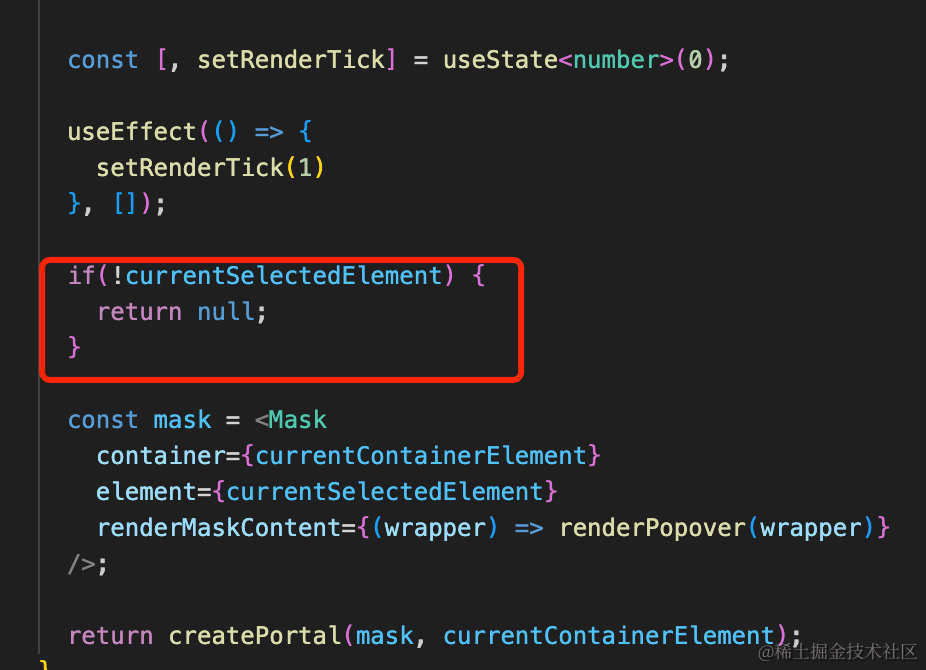 const [, setRenderTick] = useState<number>(0);
useEffect(() => {
setRenderTick(1)
}, []);
if(!currentSelectedElement) {
return null;
}
const mask = <Mask
container={currentContainerElement}
element={currentSelectedElement}
renderMaskContent={(wrapper) => renderPopover(wrapper)}
/>;
return createPortal(mask, currentContainerElement);
}
@稀土掘金技术社区